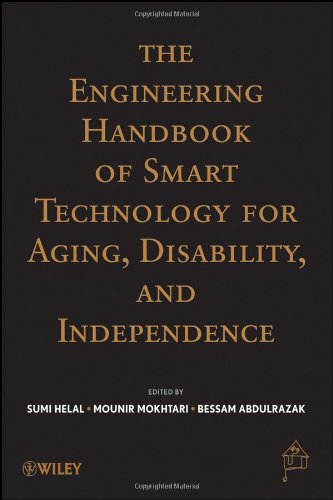 THE
ENGINEERING
HANDBOOK
OF SMART
TECHNOLOGY FOR
AGING, DISABILITY,
AND
INDEPENDENCE
EDITED BY
SUMI HELAL • MOUNIR MOKHTARI • BESSAM ABDULRAZAK
WILEY